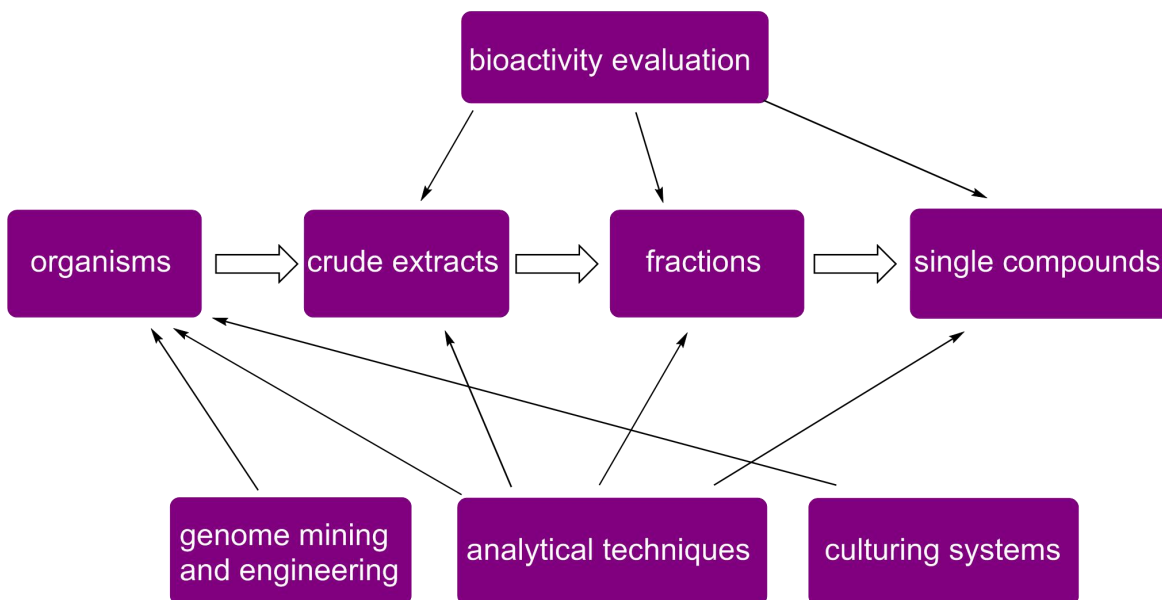 bioactivity evaluation
organisms
crude extracts
fractions
single compounds
genome mining
and engineering
analytical techniques
culturing systems